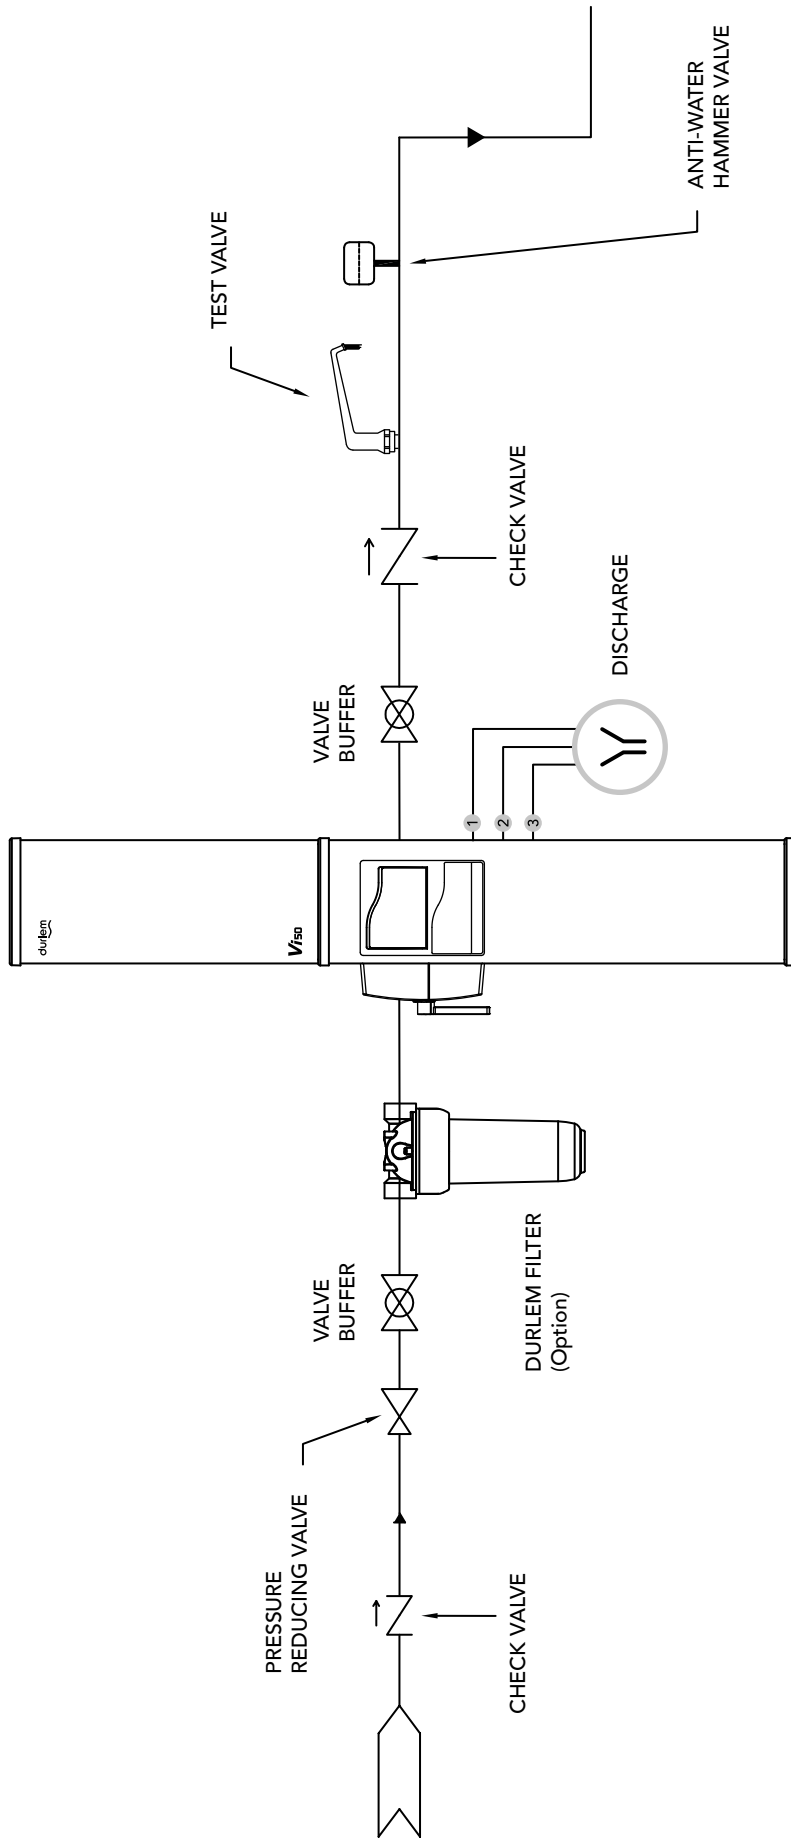 PRESSURE
REDUCING VALVE
CHECK VALVE
VALVE
BUFFER
DURLEM FILTER
(Option)
durlem
Vi50
1
2
3
VALVE
BUFFER
DISCHARGE
CHECK VALVE
TEST VALVE
ANTI-WATER
HAMMER VALVE